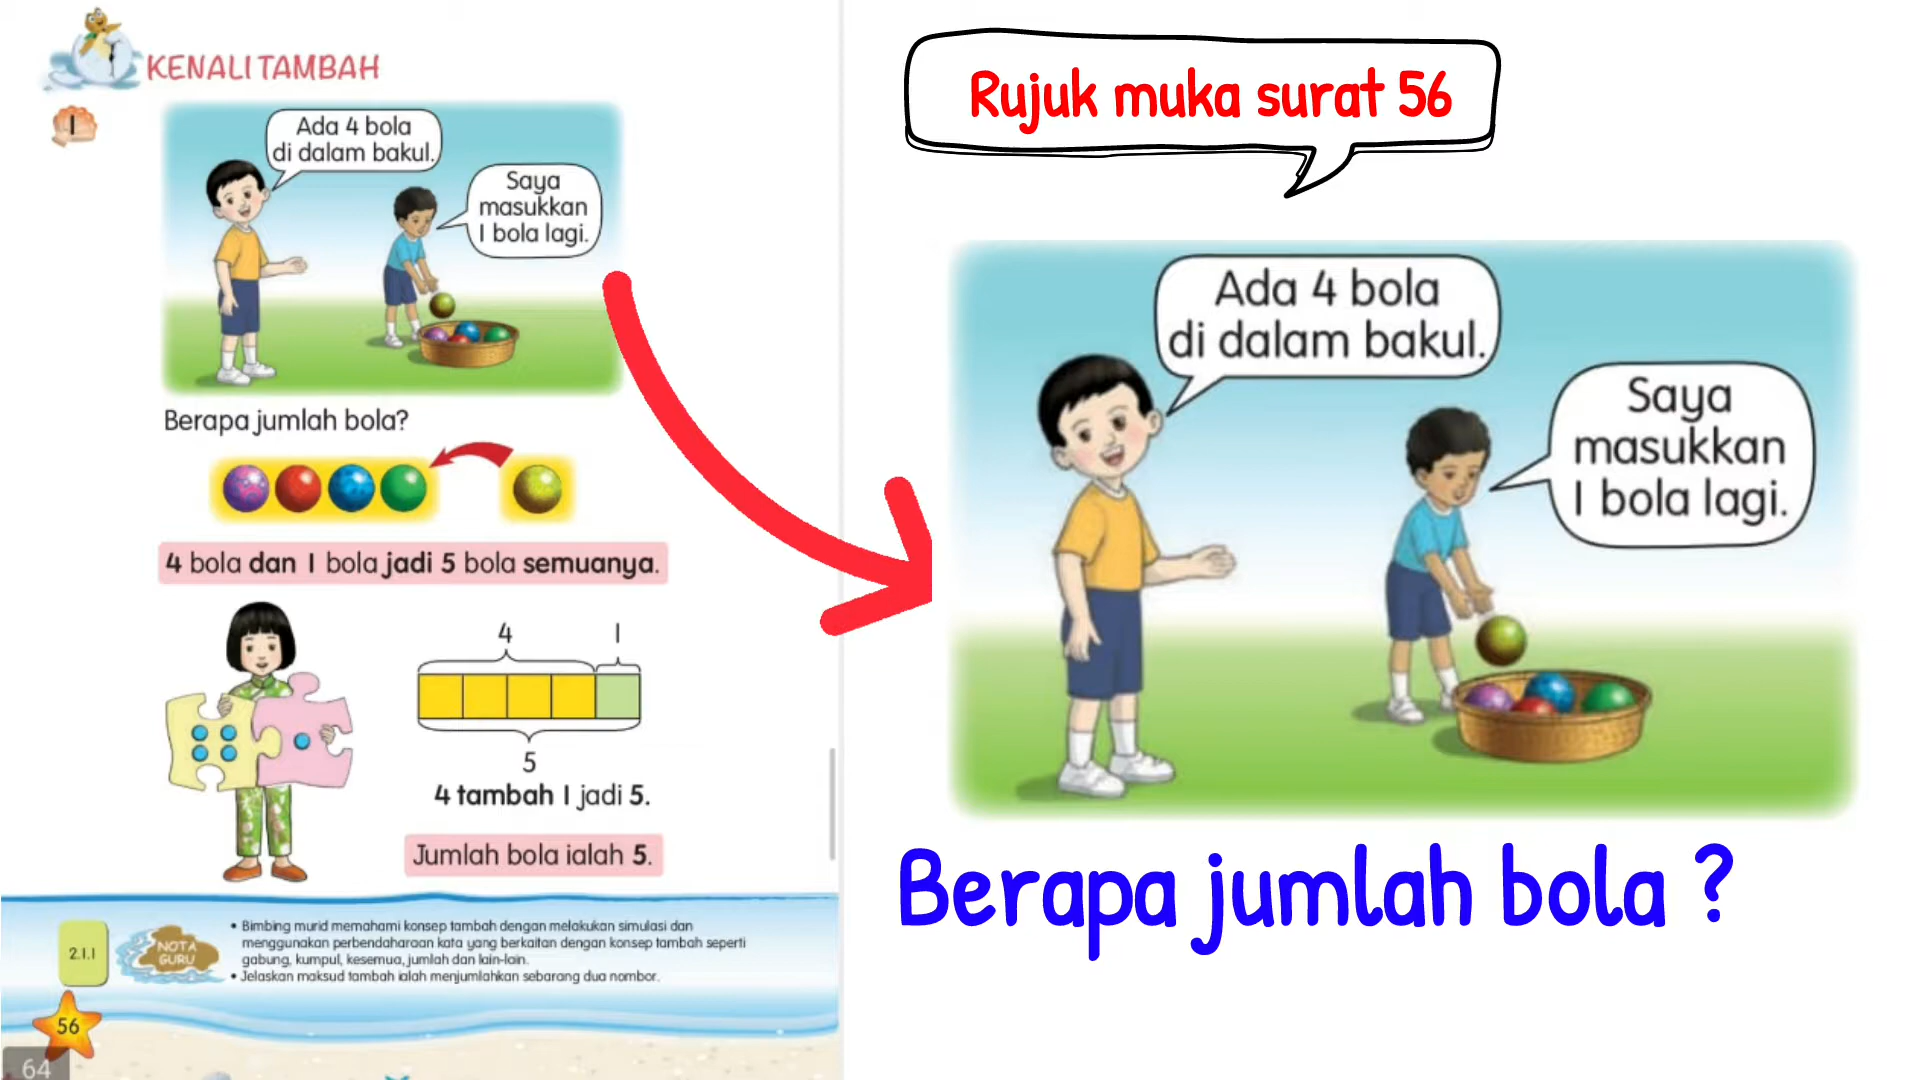 KENALI TAMBAH
1
Ada 4 bola
di dalam bakul.
Saya
masukkan
1 bola lagi.
Berapa jumlah bola?
4 bola dan 1 bola jadi 5 bola semuanya.
4 1
5
4 tambah 1 jadi 5.
Jumlah bola ialah 5.
2.1.1
NOTA
GURU
• Bimbing murid memahami konsep tambah dengan melakukan simulasi dan
menggunakan perbendaharaan kata yang berkaitan dengan konsep tambah seperti
gabung, kumpul, kesemua, jumlah dan lain-lain.
• Jelaskan maksud tambah ialah menjumlahkan sebarang dua nombor.
56
64
Rujuk muka surat 56
Ada 4 bola
di dalam bakul.
Saya
masukkan
1 bola lagi.
Berapa jumlah bola ?